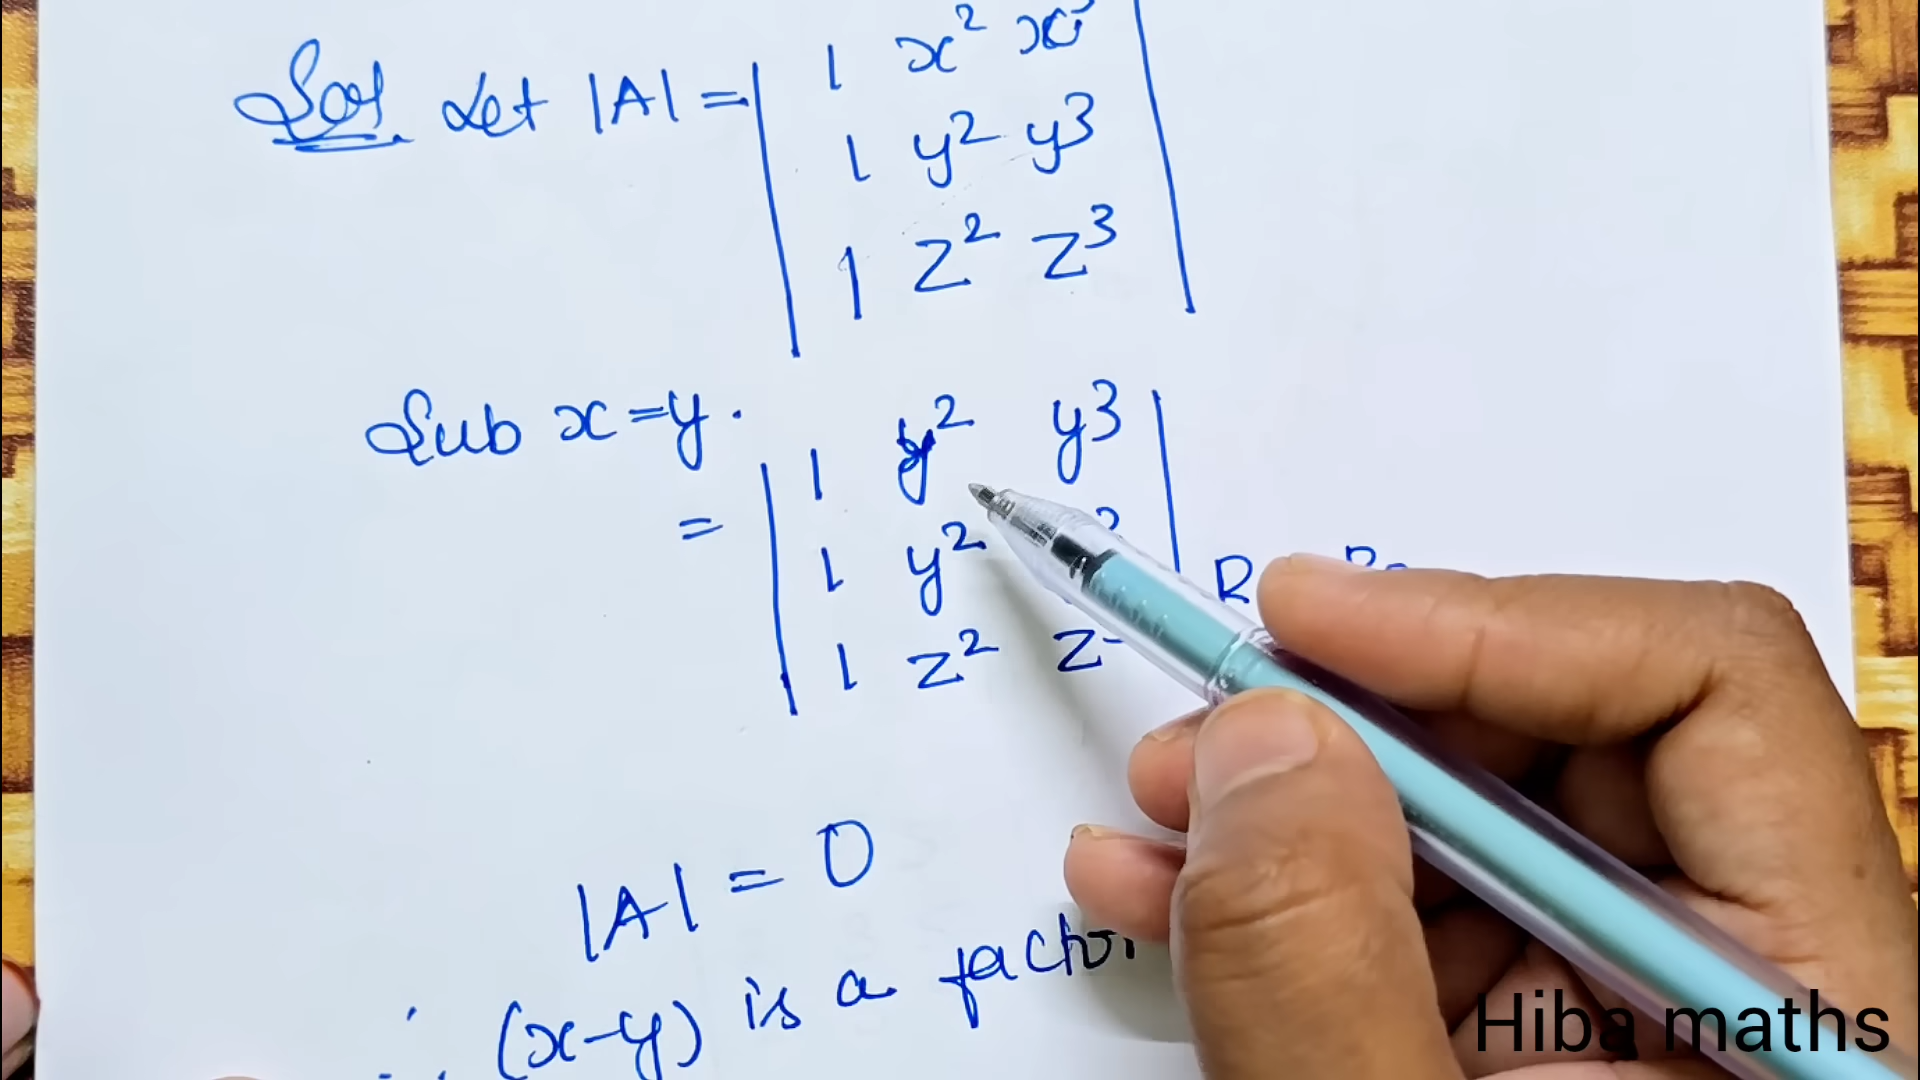 Sol Let |A| = | 1 x² x³ |
1 y² y³
1 z² z³
Sub x = y.
= | 1 y² y³ |
1 y²
1 z² z
|A| = 0
∴ (x-y) is a factor
Hiba maths